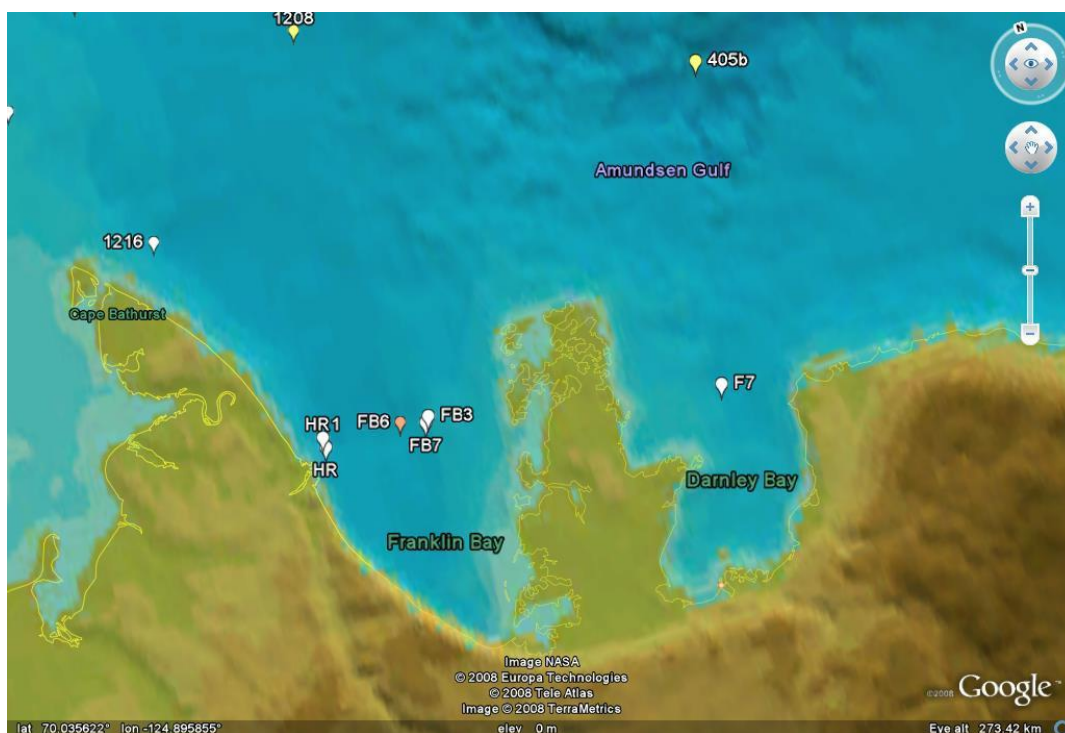 1208
N
405b
Amundsen Gulf
1216
Cape Bathurst
F7
FB3
FB6
HR1
FB7
HR
Darnley Bay
Franklin Bay
Image NASA
© 2008 Europa Technologies
© 2008 Tele Atlas
Image © 2008 TerraMetrics
©2008 Google™
lat 70.035622° lon -124.895855° elev 0 m Eye alt 273.42 km